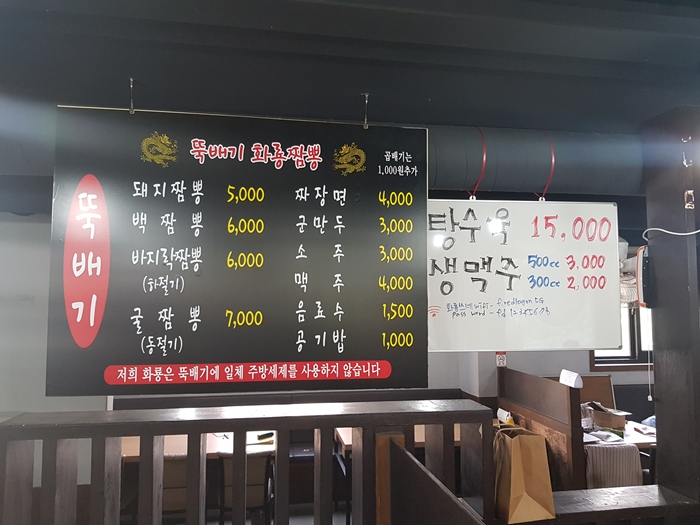 뚝배기 화룡짬뽕
곱배기는
1,000원추가
뚝배기
돼지짬뽕 5,000
백짬뽕 6,000
바지락짬뽕 6,000
(하절기)
굴짬뽕 7,000
(동절기)
짜장면 4,000
군만두 3,000
소주 3,000
맥주 4,000
음료수 1,500
공기밥 1,000
저희 화룡은 뚝배기에 일체 주방세제를 사용하지 않습니다
탕수육 15,000
생맥주 500cc 3,000
300cc 2,000
pass word -